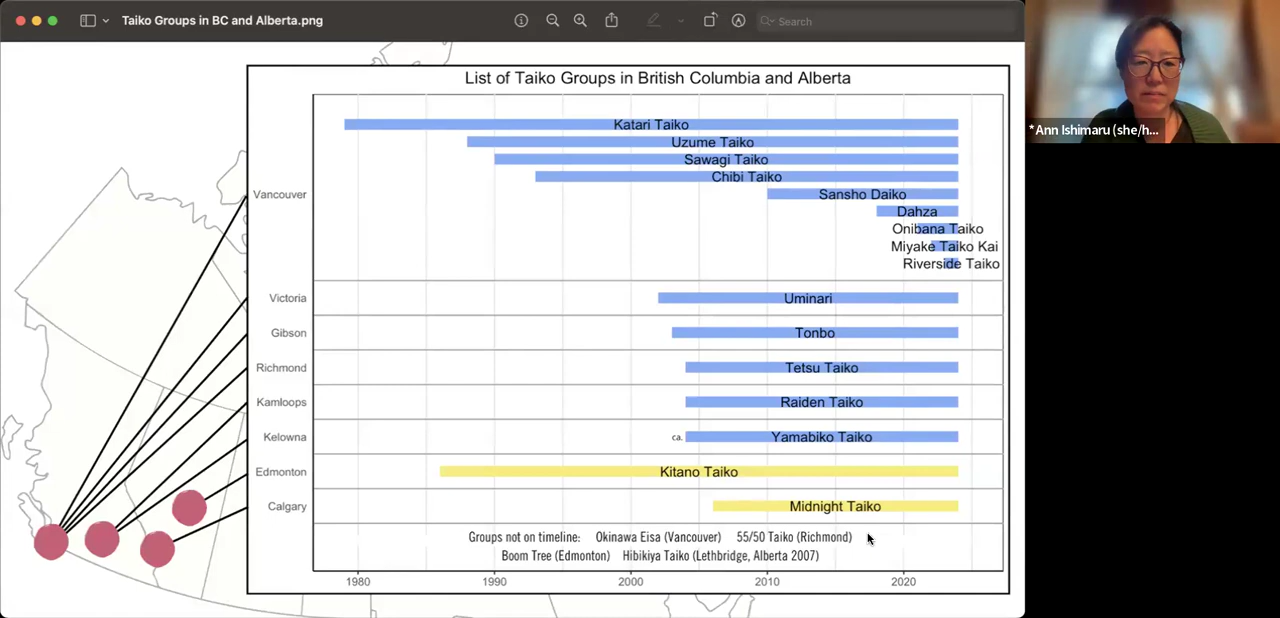 Taiko Groups in BC and Alberta.png
Search
*Ann Ishimaru (she/h...
List of Taiko Groups in British Columbia and Alberta
Vancouver
Katari Taiko
Uzume Taiko
Sawagi Taiko
Chibi Taiko
Sansho Daiko
Dahza
Onibana Taiko
Miyake Taiko Kai
Riverside Taiko
Victoria Uminari
Gibson Tonbo
Richmond Tetsu Taiko
Kamloops Raiden Taiko
Kelowna ca. Yamabiko Taiko
Edmonton Kitano Taiko
Calgary Midnight Taiko
Groups not on timeline: Okinawa Eisa (Vancouver) 55/50 Taiko (Richmond)
Boom Tree (Edmonton) Hibikiya Taiko (Lethbridge, Alberta 2007)
1980 1990 2000 2010 2020